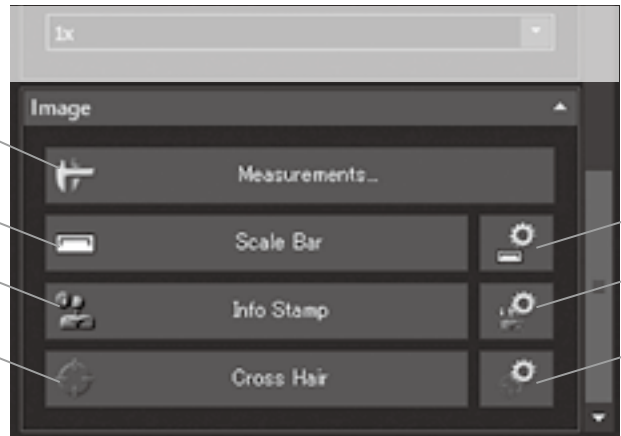 1x
Image
Measurements...
Scale Bar
Info Stamp
Cross Hair